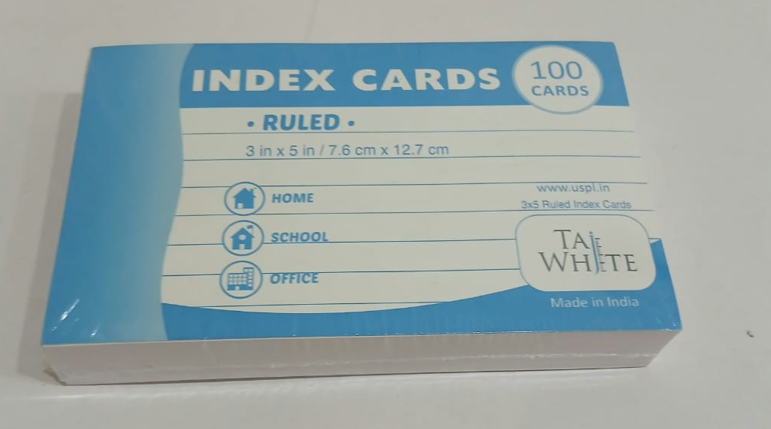 INDEX CARDS
100
CARDS
• RULED •
3 in x 5 in / 7.6 cm x 12.7 cm
HOME
SCHOOL
OFFICE
www.uspl.in
3x5 Ruled Index Cards
TAJ
WHITE
Made in India